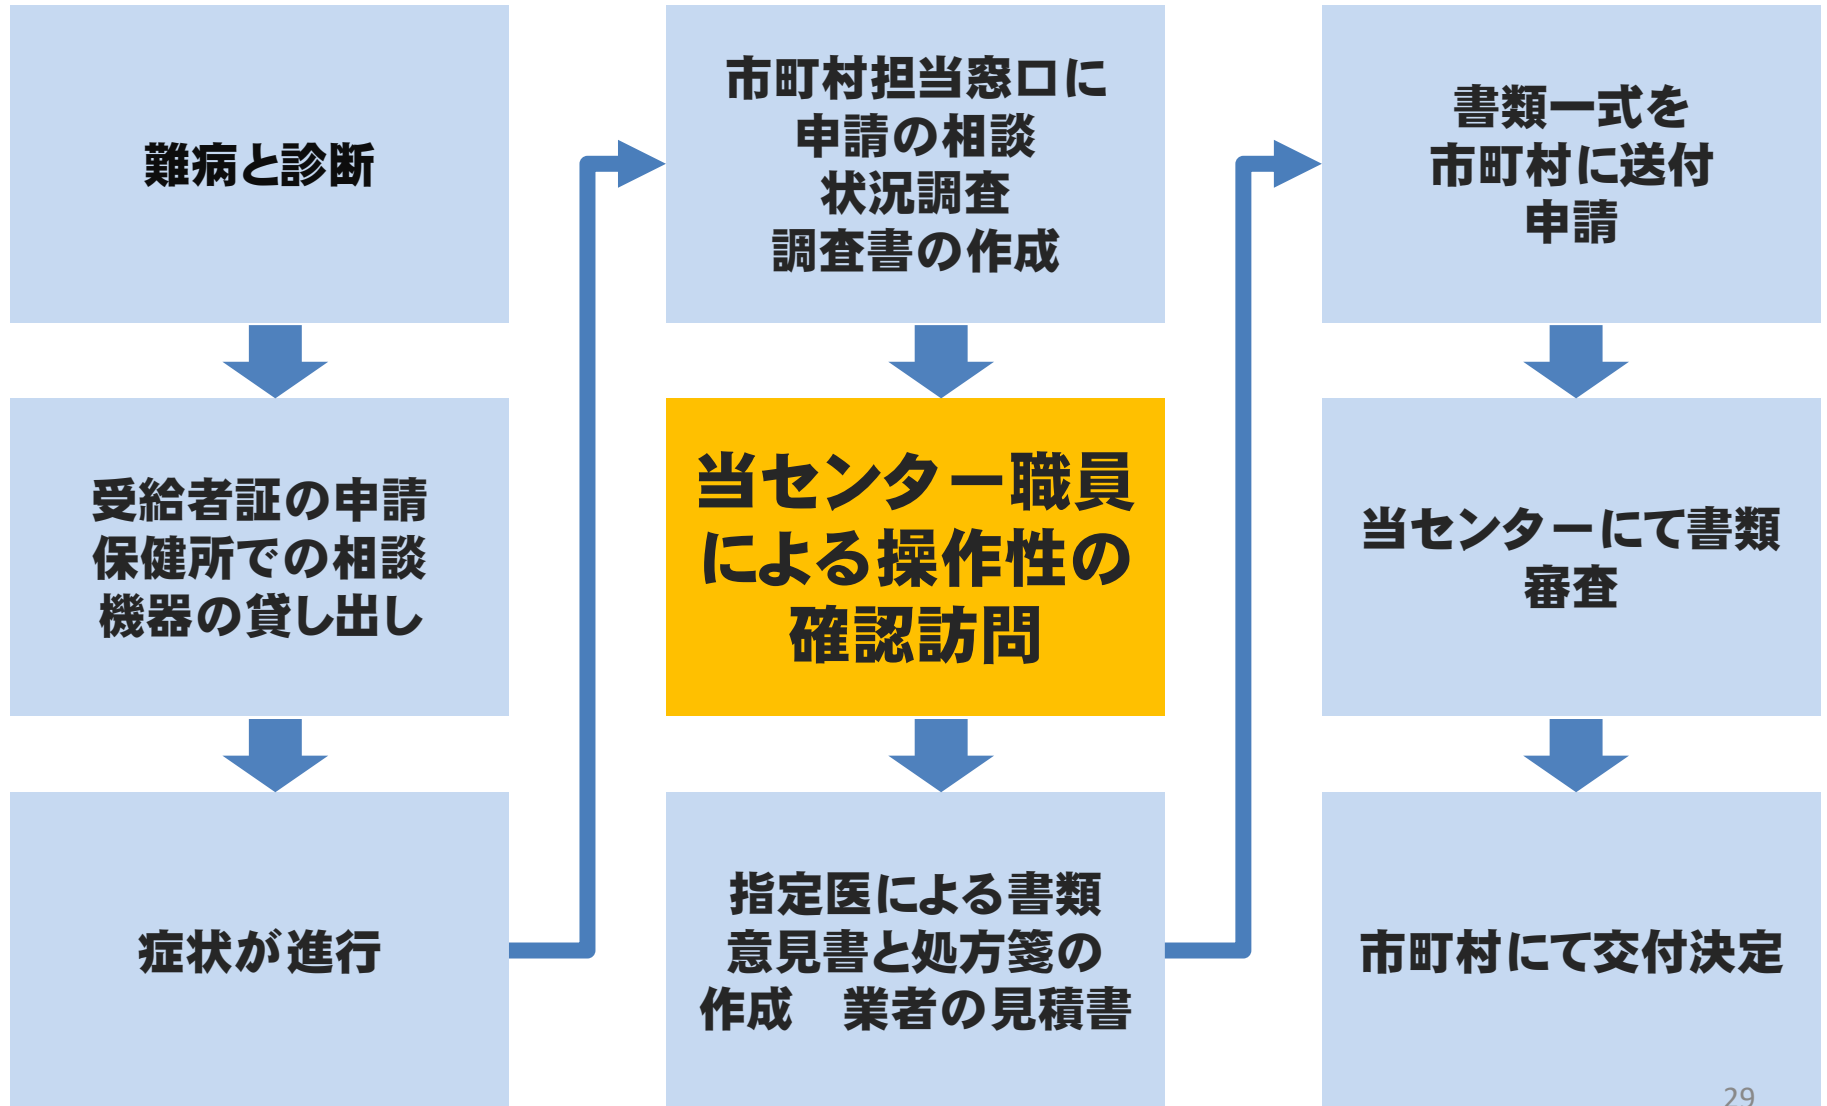 難病と診断
受給者証の申請
保健所での相談
機器の貸し出し
症状が進行
市町村担当窓口に
申請の相談
状況調査
調査書の作成
当センター職員
による操作性の
確認訪問
指定医による書類
意見書と処方箋の
作成　業者の見積書
書類一式を
市町村に送付
申請
当センターにて書類
審査
市町村にて交付決定
29